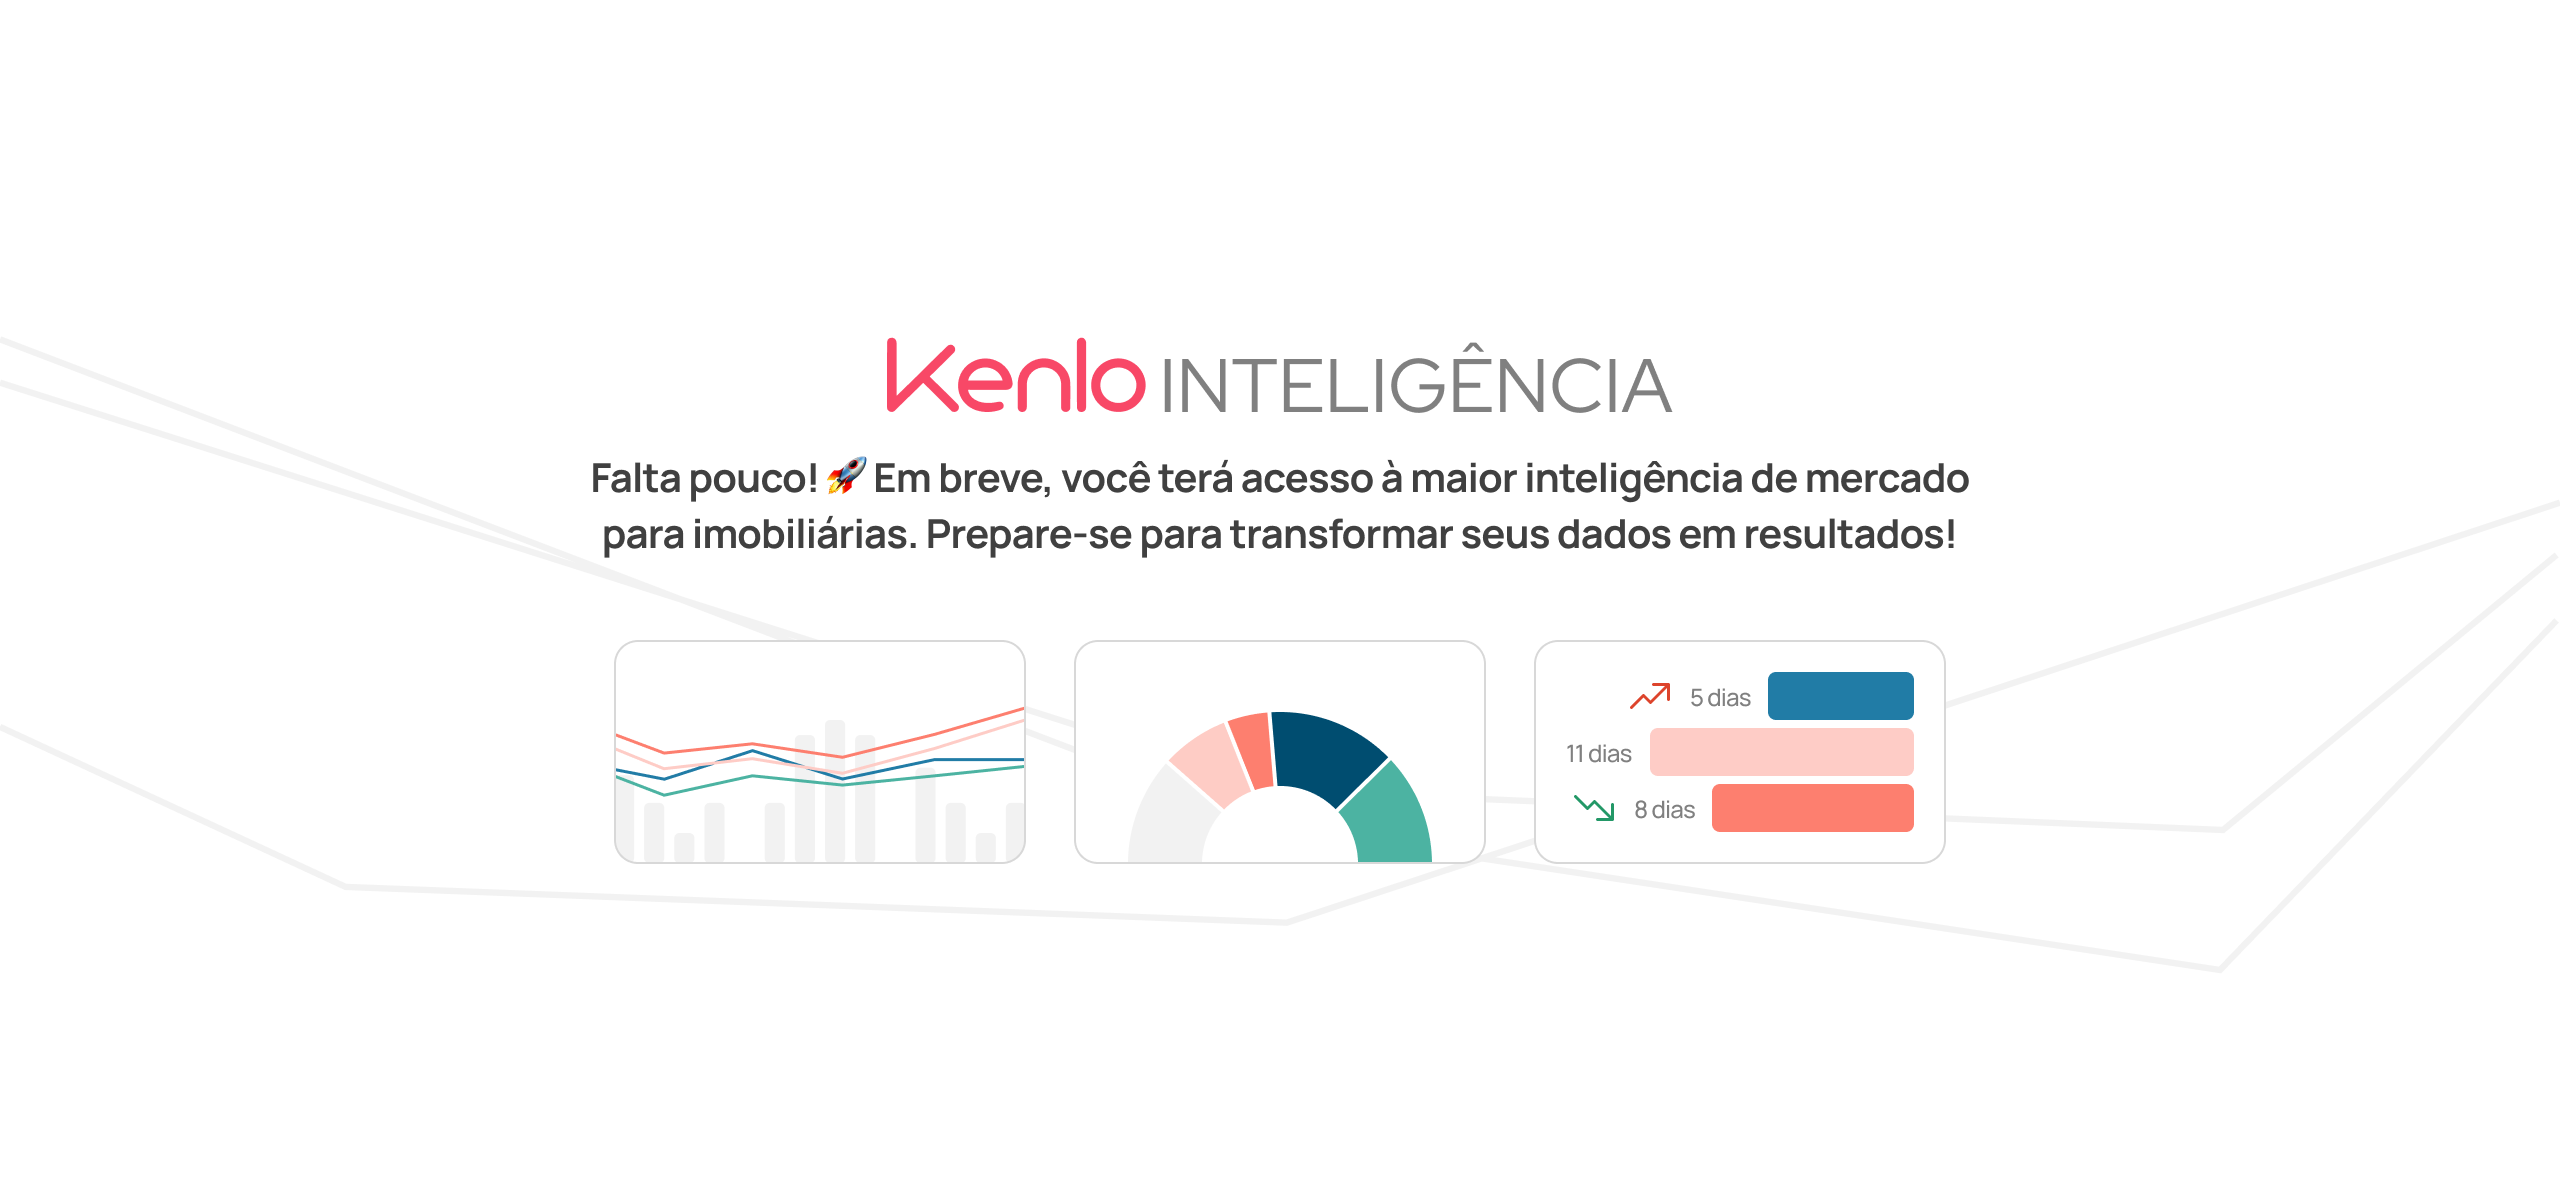 Kenlo INTELIGÊNCIA
Falta pouco! 🚀 Em breve, você terá acesso à maior inteligência de mercado
para imobiliárias. Prepare-se para transformar seus dados em resultados!
5 dias
11 dias
8 dias